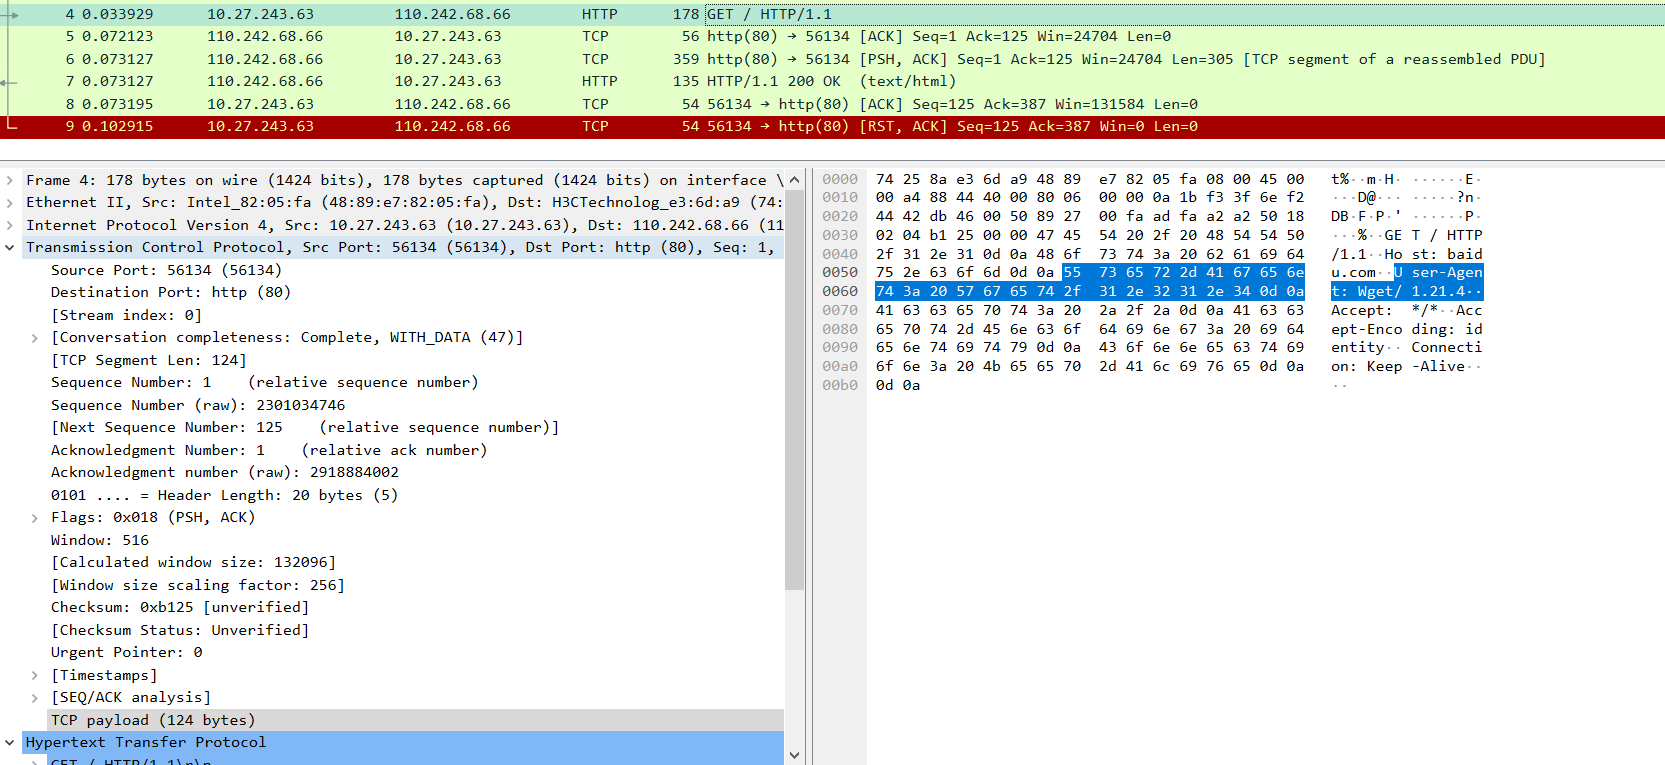 4 0.033929 10.27.243.63 110.242.68.66 HTTP 178 GET / HTTP/1.1
5 0.072123 110.242.68.66 10.27.243.63 TCP 56 http(80) → 56134 [ACK] Seq=1 Ack=125 Win=24704 Len=0
6 0.073127 110.242.68.66 10.27.243.63 TCP 359 http(80) → 56134 [PSH, ACK] Seq=1 Ack=125 Win=24704 Len=305 [TCP segment of a reassembled PDU]
7 0.073127 110.242.68.66 10.27.243.63 HTTP 135 HTTP/1.1 200 OK (text/html)
8 0.073195 10.27.243.63 110.242.68.66 TCP 54 56134 → http(80) [ACK] Seq=125 Ack=387 Win=131584 Len=0
9 0.102915 10.27.243.63 110.242.68.66 TCP 54 56134 → http(80) [RST, ACK] Seq=125 Ack=387 Win=0 Len=0
Frame 4: 178 bytes on wire (1424 bits), 178 bytes captured (1424 bits) on interface \
Ethernet II, Src: Intel_82:05:fa (48:89:e7:82:05:fa), Dst: H3CTechnolog_e3:6d:a9 (74:
Internet Protocol Version 4, Src: 10.27.243.63 (10.27.243.63), Dst: 110.242.68.66 (11
Transmission Control Protocol, Src Port: 56134 (56134), Dst Port: http (80), Seq: 1,
Source Port: 56134 (56134)
Destination Port: http (80)
[Stream index: 0]
[Conversation completeness: Complete, WITH_DATA (47)]
[TCP Segment Len: 124]
Sequence Number: 1 (relative sequence number)
Sequence Number (raw): 2301034746
[Next Sequence Number: 125 (relative sequence number)]
Acknowledgment Number: 1 (relative ack number)
Acknowledgment number (raw): 2918884002
0101 .... = Header Length: 20 bytes (5)
Flags: 0x018 (PSH, ACK)
Window: 516
[Calculated window size: 132096]
[Window size scaling factor: 256]
Checksum: 0xb125 [unverified]
[Checksum Status: Unverified]
Urgent Pointer: 0
[Timestamps]
[SEQ/ACK analysis]
TCP payload (124 bytes)
Hypertext Transfer Protocol
GET / HTTP/1.1\r\n
0000 74 25 8a e3 6d a9 48 89 e7 82 05 fa 08 00 45 00 t%··m·H· ······E·
0010 00 a4 88 44 40 00 80 06 00 00 0a 1b f3 3f 6e f2 ···D@··· ·····?n·
0020 44 42 db 46 00 50 89 27 00 fa ad fa a2 a2 50 18 DB·F·P·' ······P·
0030 02 04 b1 25 00 00 47 45 54 20 2f 20 48 54 54 50 ···%··GE T / HTTP
0040 2f 31 2e 31 0d 0a 48 6f 73 74 3a 20 62 61 69 64 /1.1··Ho st: baid
0050 75 2e 63 6f 6d 0d 0a 55 73 65 72 2d 41 67 65 6e u.com··U ser-Agen
0060 74 3a 20 57 67 65 74 2f 31 2e 32 31 2e 34 0d 0a t: Wget/ 1.21.4··
0070 41 63 63 65 70 74 3a 20 2a 2f 2a 0d 0a 41 63 63 Accept: */*··Acc
0080 65 70 74 2d 45 6e 63 6f 64 69 6e 67 3a 20 69 64 ept-Enco ding: id
0090 65 6e 74 69 74 79 0d 0a 43 6f 6e 6e 65 63 74 69 entity·· Connecti
00a0 6f 6e 3a 20 4b 65 65 70 2d 41 6c 69 76 65 0d 0a on: Keep -Alive··
00b0 0d 0a ··